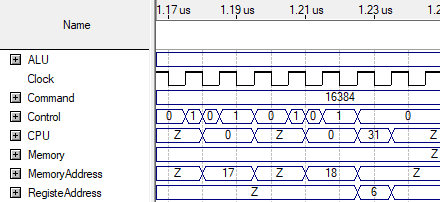 Name 1.17 us 1.19 us 1.21 us 1.23 us
ALU
Clock
Command 16384
Control 0 1 0 1 0 1 0 1 0
CPU Z 0 Z 0 31 Z
Memory Z
MemoryAddress Z 17 Z 18 Z
RegisteAddress Z 6